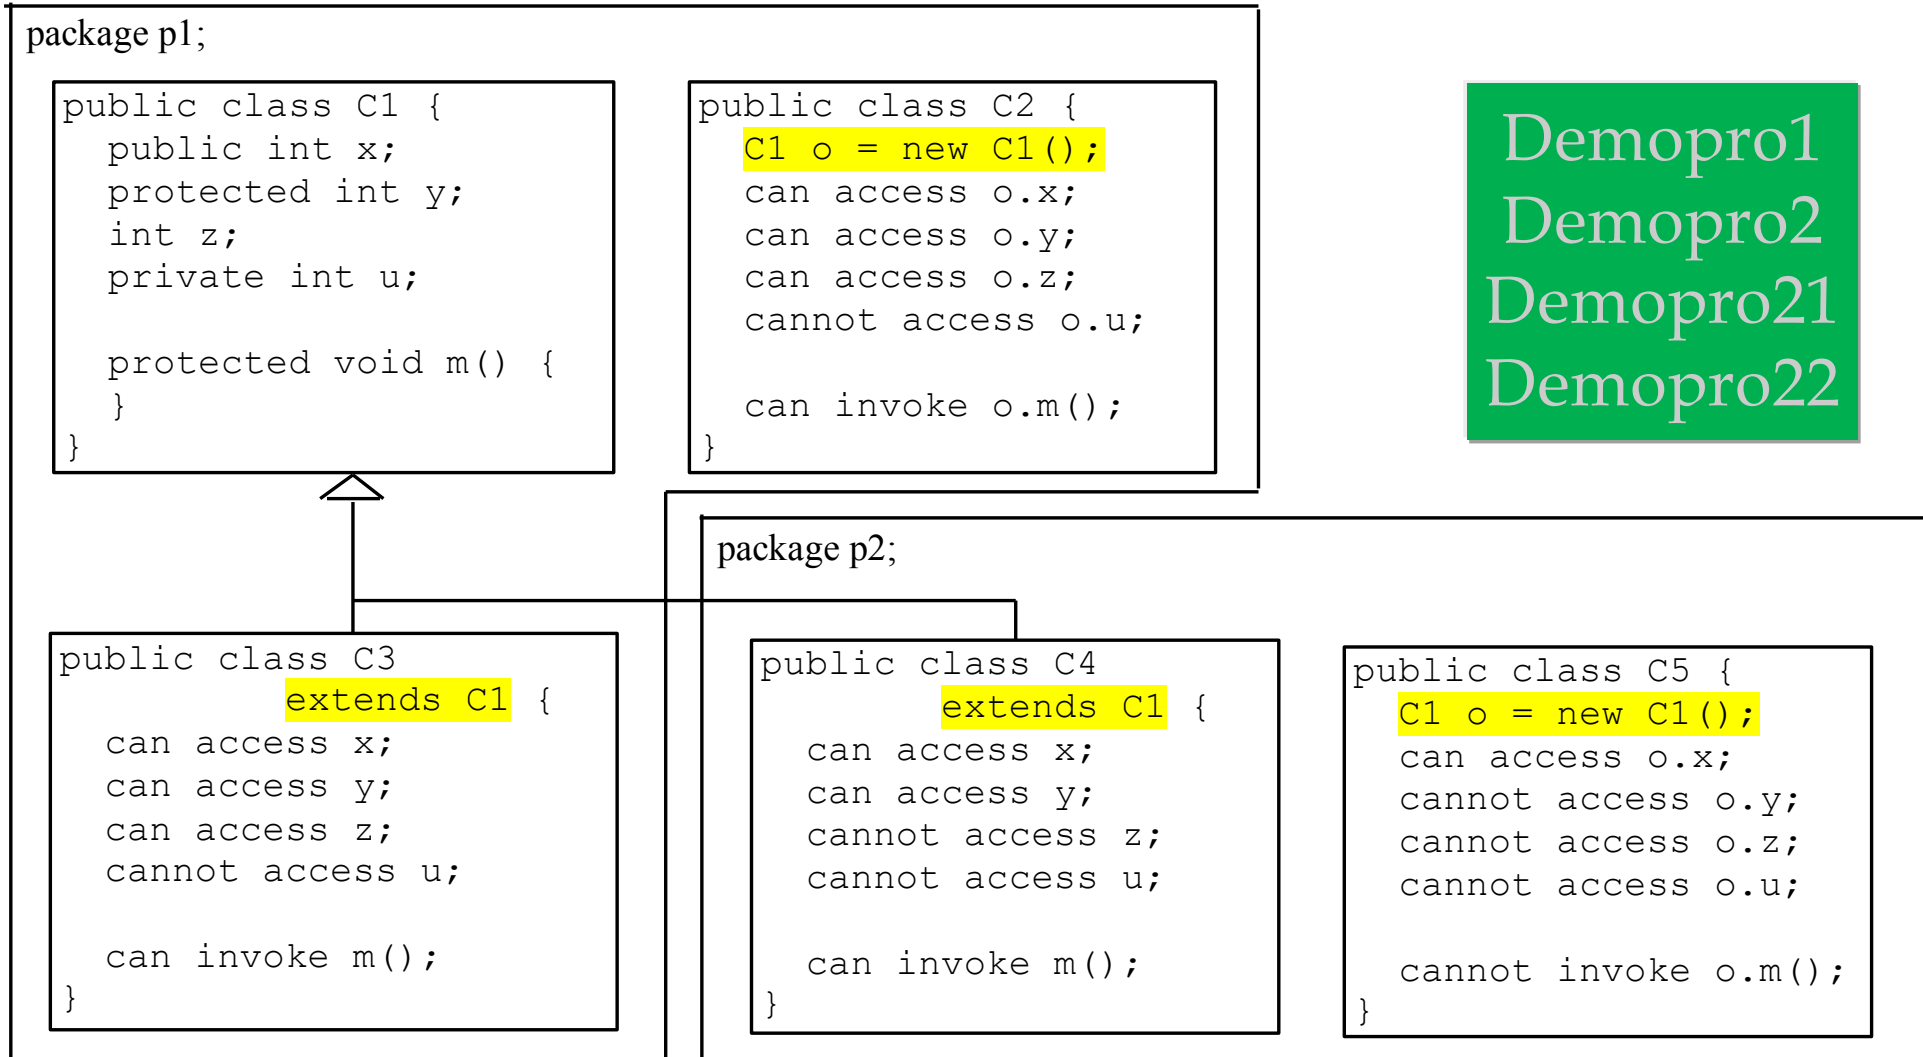 package p1;
public class C1 {
public int x;
protected int y;
int z;
private int u;
protected void m() {
}
}
public class C2 {
C1 o = new C1();
can access o.x;
can access o.y;
can access o.z;
cannot access o.u;
can invoke o.m();
}
Demopro1
Demopro2
Demopro21
Demopro22
public class C3
extends C1 {
can access x;
can access y;
can access z;
cannot access u;
can invoke m();
}
package p2;
public class C4
extends C1 {
can access x;
can access y;
cannot access z;
cannot access u;
can invoke m();
}
public class C5 {
C1 o = new C1();
can access o.x;
cannot access o.y;
cannot access o.z;
cannot access o.u;
cannot invoke o.m();
}